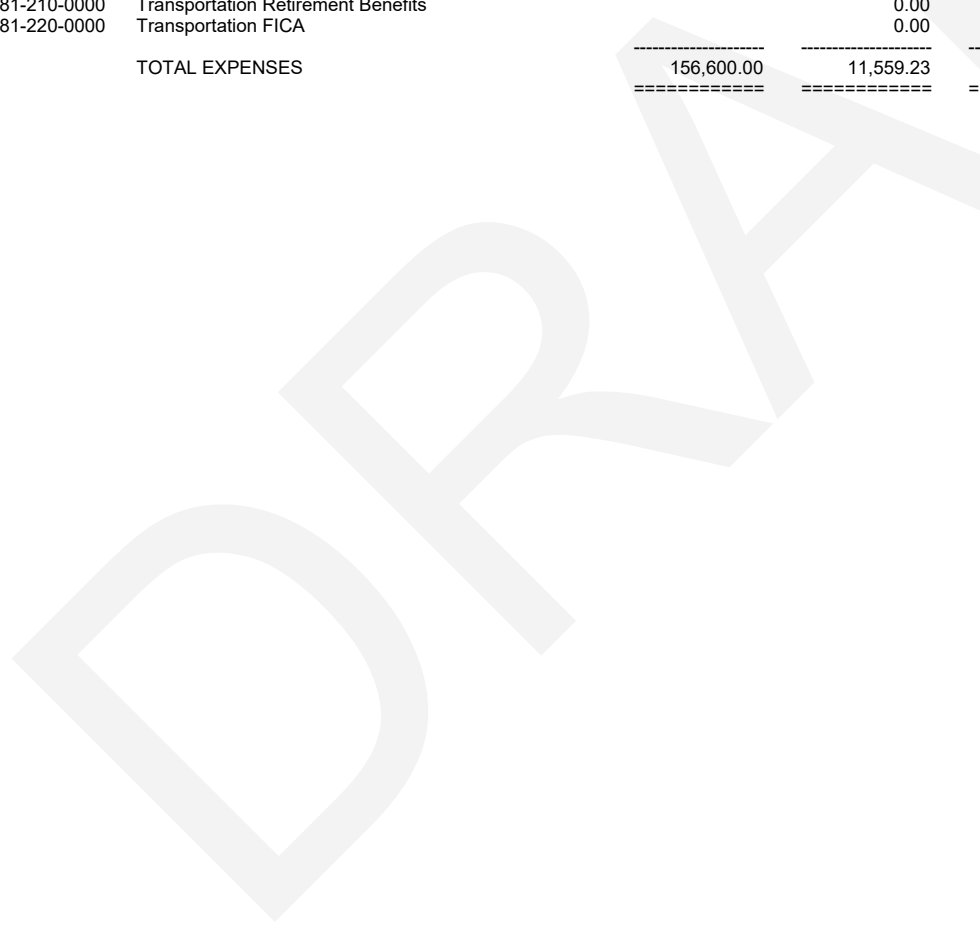 81-210-0000 Transportation Retirement Benefits 0.00
81-220-0000 Transportation FICA 0.00
--------------------- --------------------- --
TOTAL EXPENSES 156,600.00 11,559.23
============ ============ =
DRA